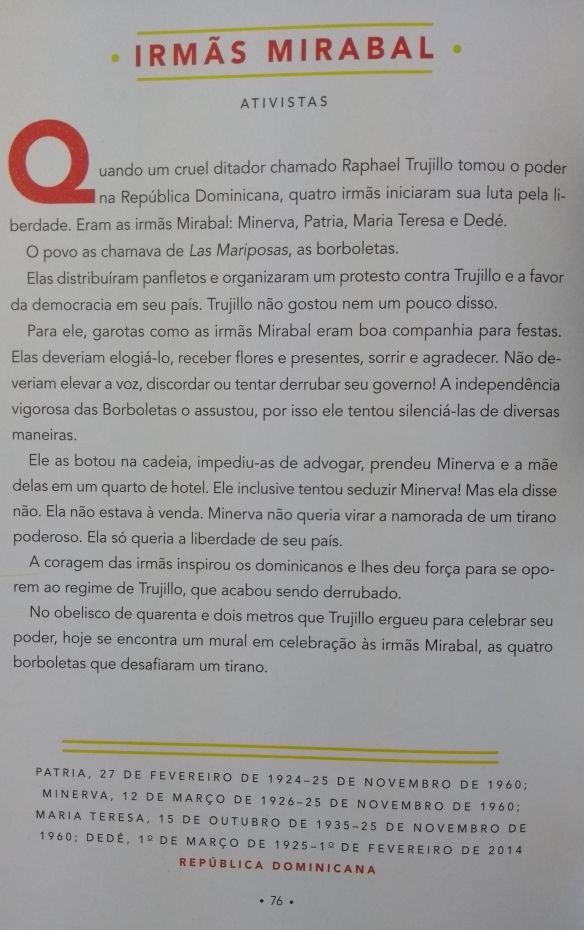 • IRMÃS MIRABAL •
ATIVISTAS
Quando um cruel ditador chamado Raphael Trujillo tomou o poder
na República Dominicana, quatro irmãs iniciaram sua luta pela li-
berdade. Eram as irmãs Mirabal: Minerva, Patria, Maria Teresa e Dedé.
O povo as chamava de Las Mariposas, as borboletas.
Elas distribuíram panfletos e organizaram um protesto contra Trujillo e a favor
da democracia em seu país. Trujillo não gostou nem um pouco disso.
Para ele, garotas como as irmãs Mirabal eram boa companhia para festas.
Elas deveriam elogiá-lo, receber flores e presentes, sorrir e agradecer. Não de-
veriam elevar a voz, discordar ou tentar derrubar seu governo! A independência
vigorosa das Borboletas o assustou, por isso ele tentou silenciá-las de diversas
maneiras.
Ele as botou na cadeia, impediu-as de advogar, prendeu Minerva e a mãe
delas em um quarto de hotel. Ele inclusive tentou seduzir Minerva! Mas ela disse
não. Ela não estava à venda. Minerva não queria virar a namorada de um tirano
poderoso. Ela só queria a liberdade de seu país.
A coragem das irmãs inspirou os dominicanos e lhes deu força para se opo-
rem ao regime de Trujillo, que acabou sendo derrubado.
No obelisco de quarenta e dois metros que Trujillo ergueu para celebrar seu
poder, hoje se encontra um mural em celebração às irmãs Mirabal, as quatro
borboletas que desafiaram um tirano.
PATRIA, 27 DE FEVEREIRO DE 1924–25 DE NOVEMBRO DE 1960;
MINERVA, 12 DE MARÇO DE 1926–25 DE NOVEMBRO DE 1960;
MARIA TERESA, 15 DE OUTUBRO DE 1935–25 DE NOVEMBRO DE
1960; DEDÉ, 1º DE MARÇO DE 1925–1º DE FEVEREIRO DE 2014
REPÚBLICA DOMINICANA
• 76 •